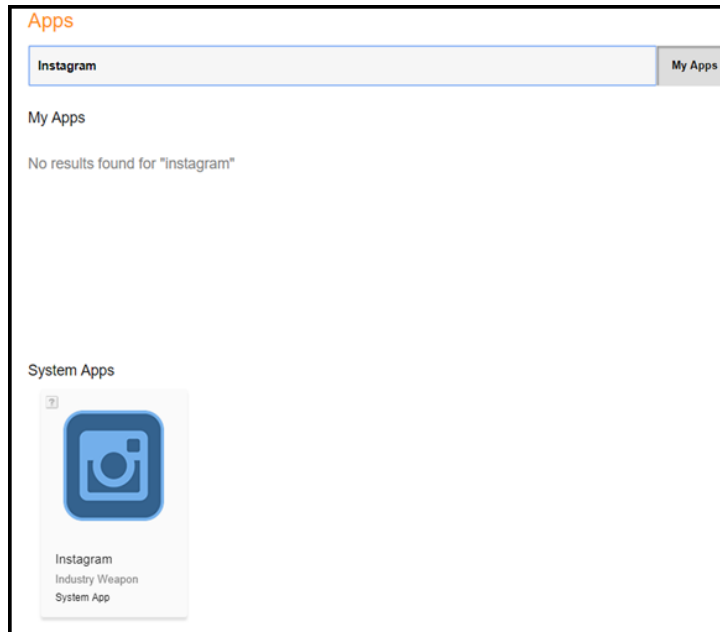 Apps
Instagram
My Apps
My Apps
No results found for "instagram"
System Apps
?
Instagram
Industry Weapon
System App